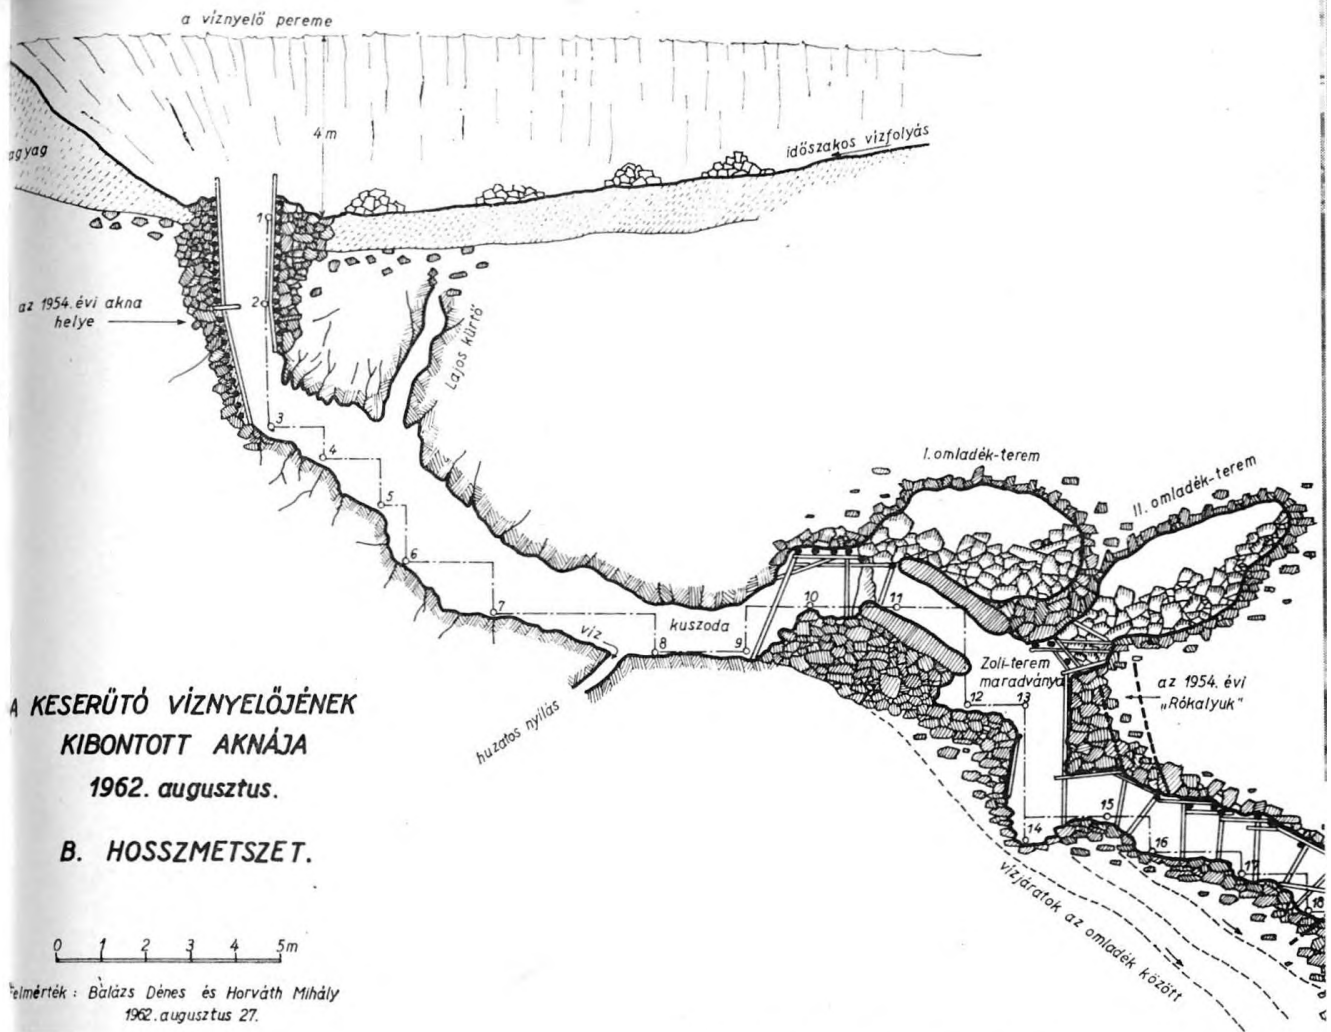 a víznyelő pereme
4m
időszakos vízfolyás
agyag
1
2
az 1954. évi akna
helye
Lajos kürtő
3
4
5
6
7
8
9
10
11
12
13
14
15
16
17
18
I. omladék-terem
II. omladék-terem
kuszoda
víz
huzatos nyílás
Zoli-terem
maradványa
az 1954. évi
„Rókalyuk”
vízjáratok az omladék között
A KESERŰTÓ VÍZNYELŐJÉNEK
KIBONTOTT AKNÁJA
1962. augusztus.
B. HOSSZMETSZET.
0 1 2 3 4 5m
Felmérték : Balázs Dénes és Horváth Mihály
1962. augusztus 27.